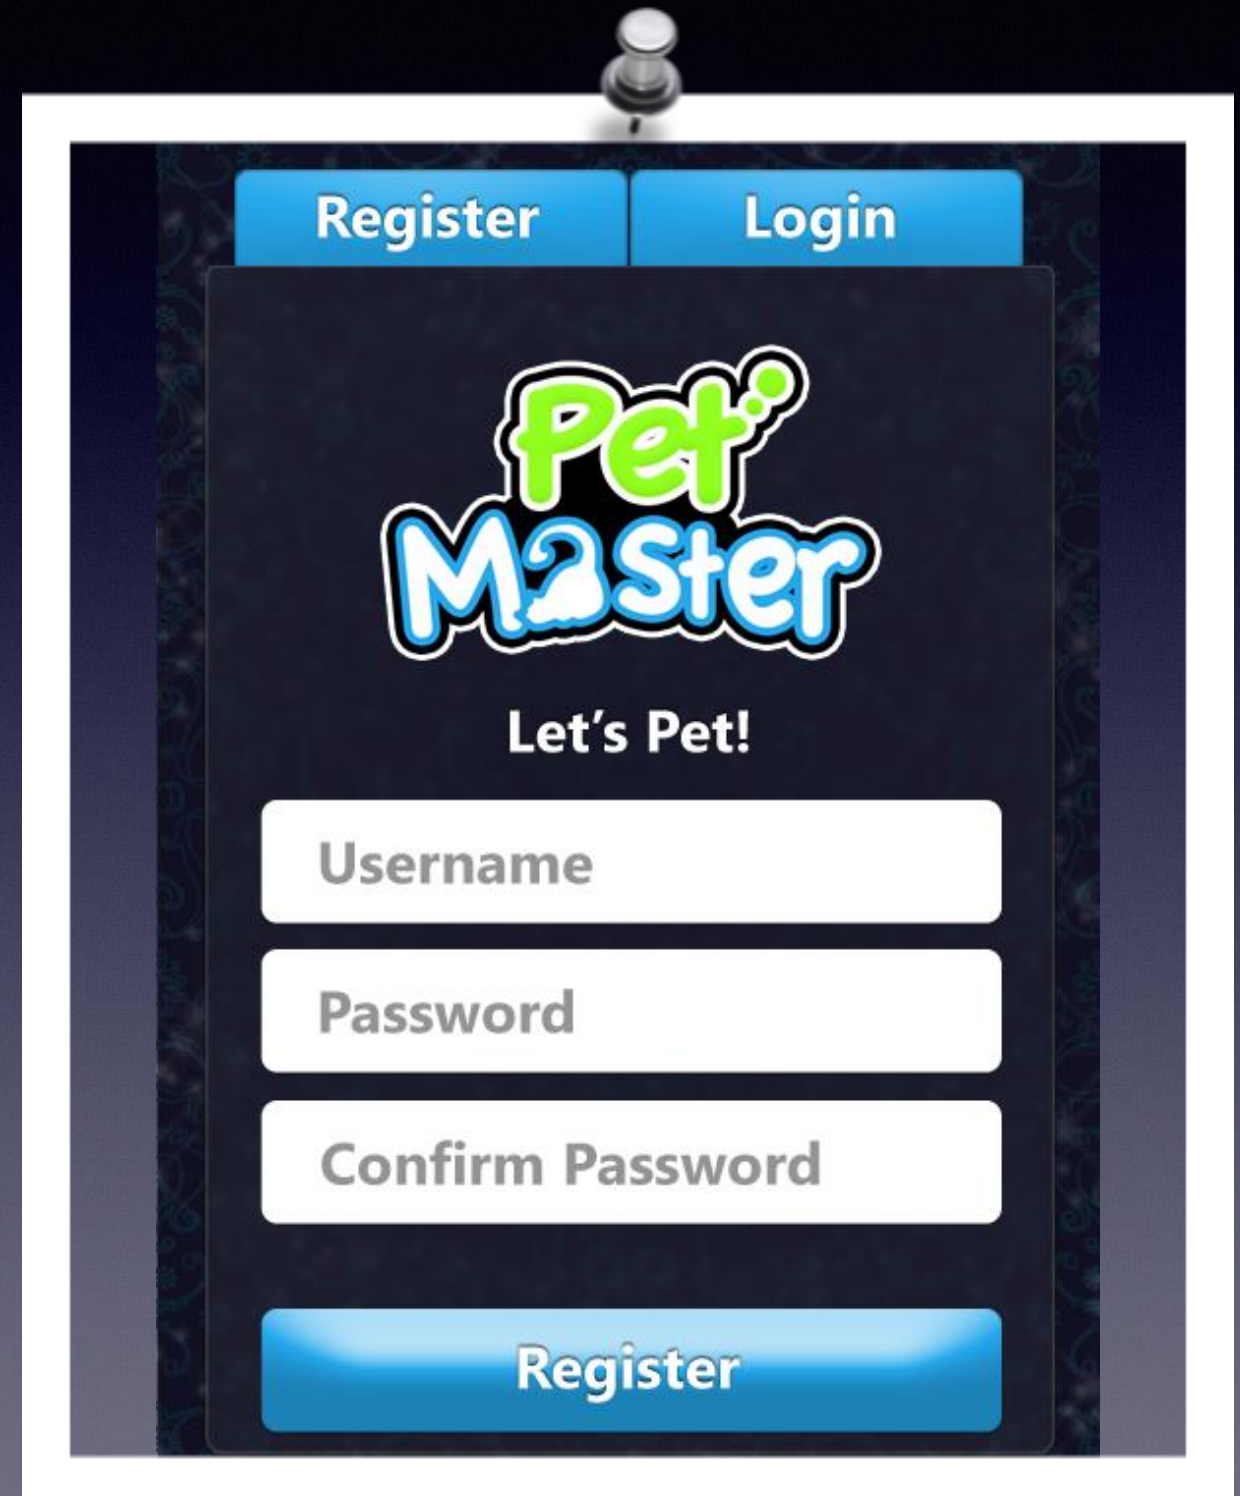 Register Login
Pet
Master
Let’s Pet!
Username
Password
Confirm Password
Register